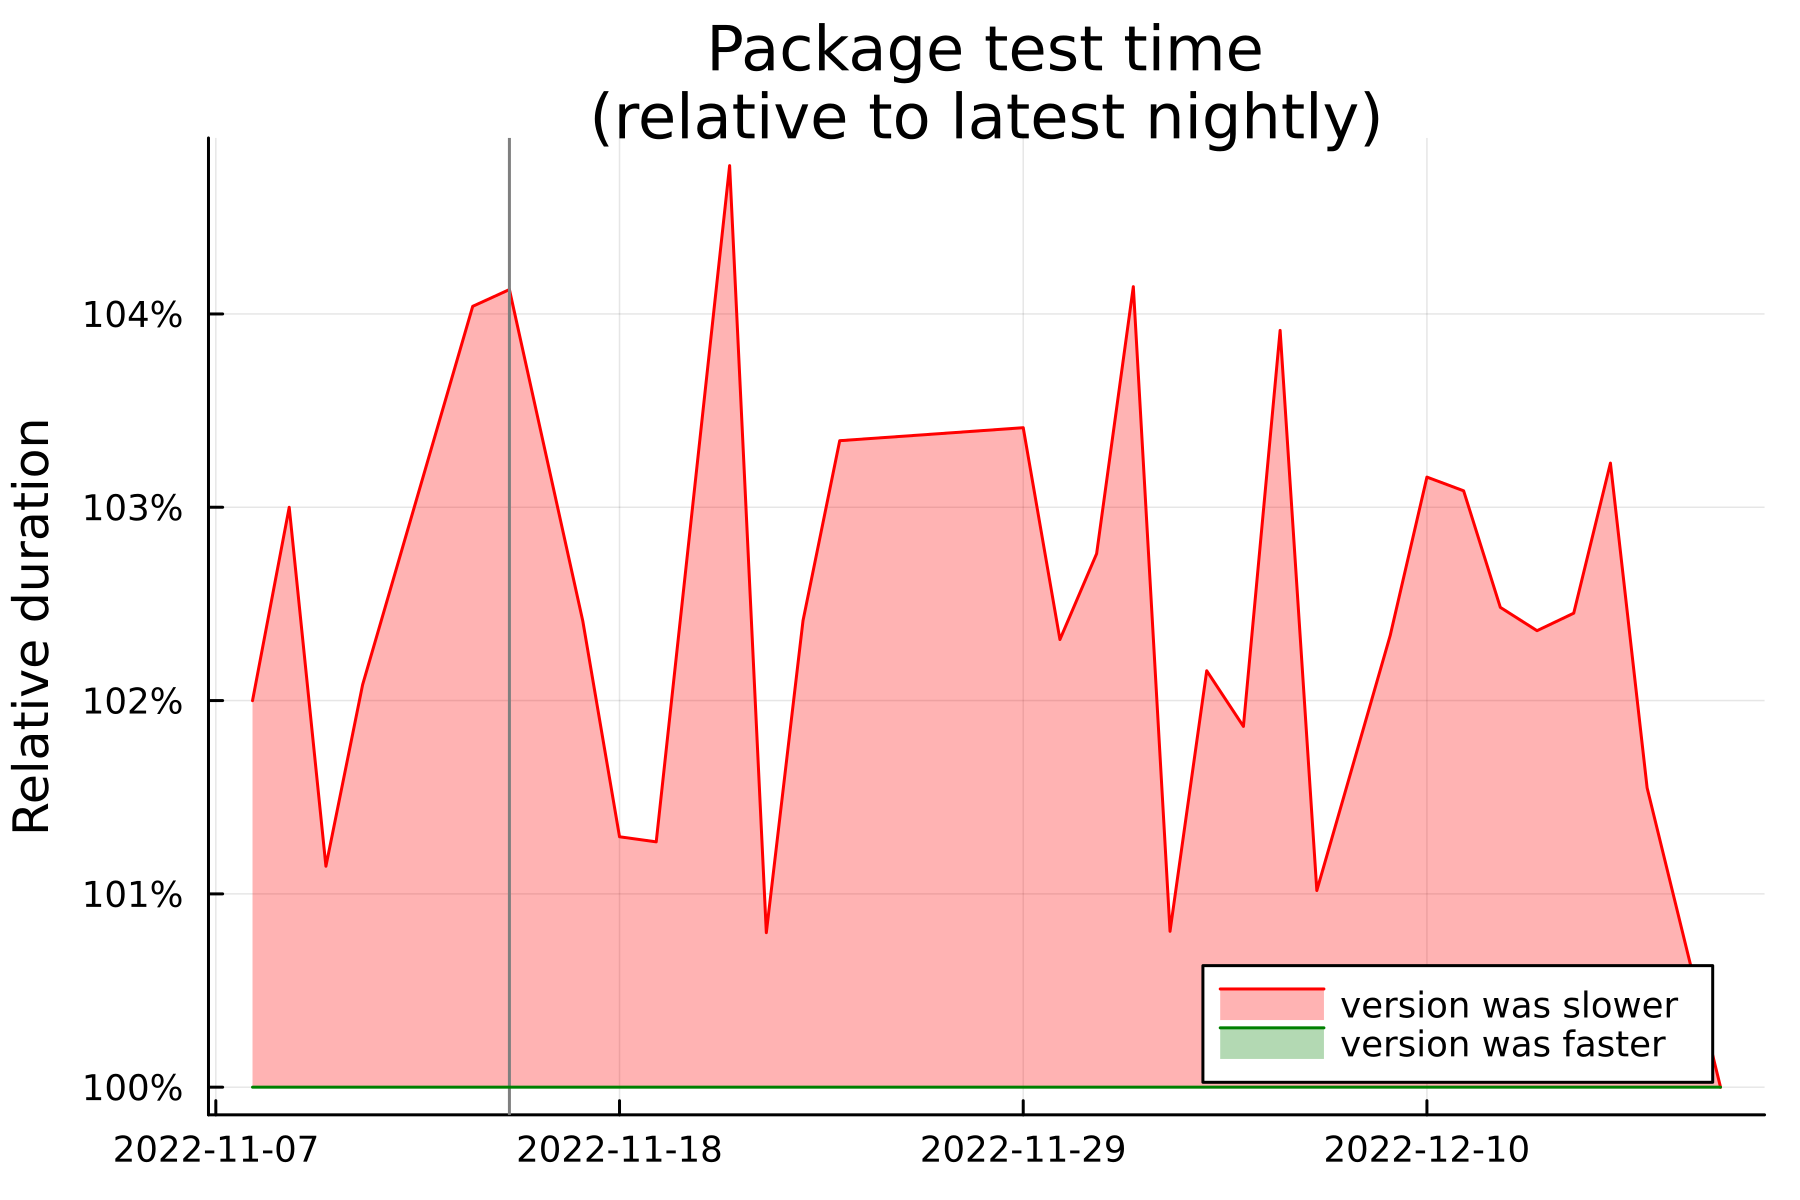 Package test time
(relative to latest nightly)
Relative duration
104%
103%
102%
101%
100%
version was slower
version was faster
2022-11-07
2022-11-18
2022-11-29
2022-12-10